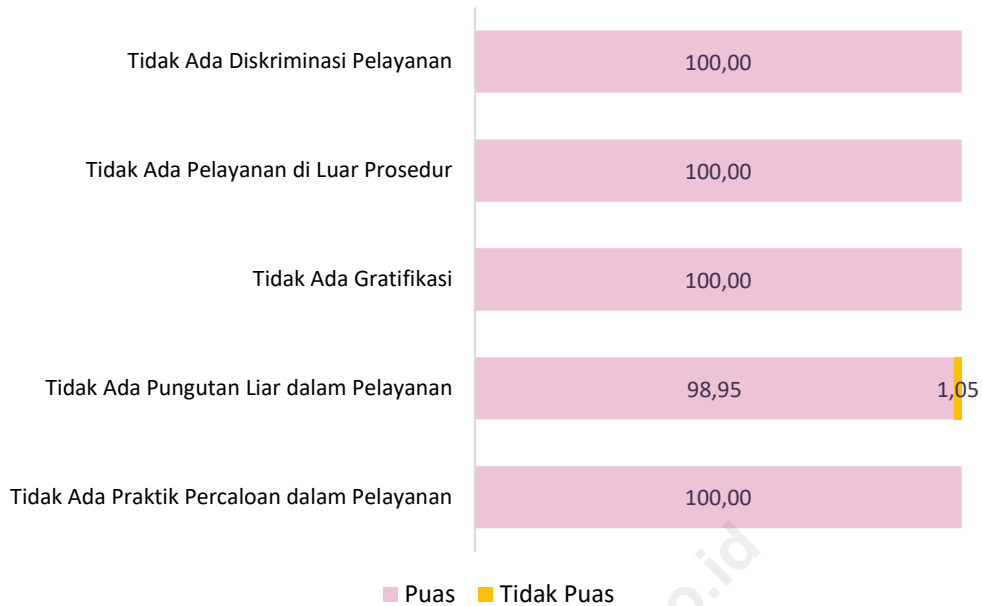 Tidak Ada Diskriminasi Pelayanan 100,00
Tidak Ada Pelayanan di Luar Prosedur 100,00
Tidak Ada Gratifikasi 100,00
Tidak Ada Pungutan Liar dalam Pelayanan 98,95 1,05
Tidak Ada Praktik Percaloan dalam Pelayanan 100,00
Puas Tidak Puas